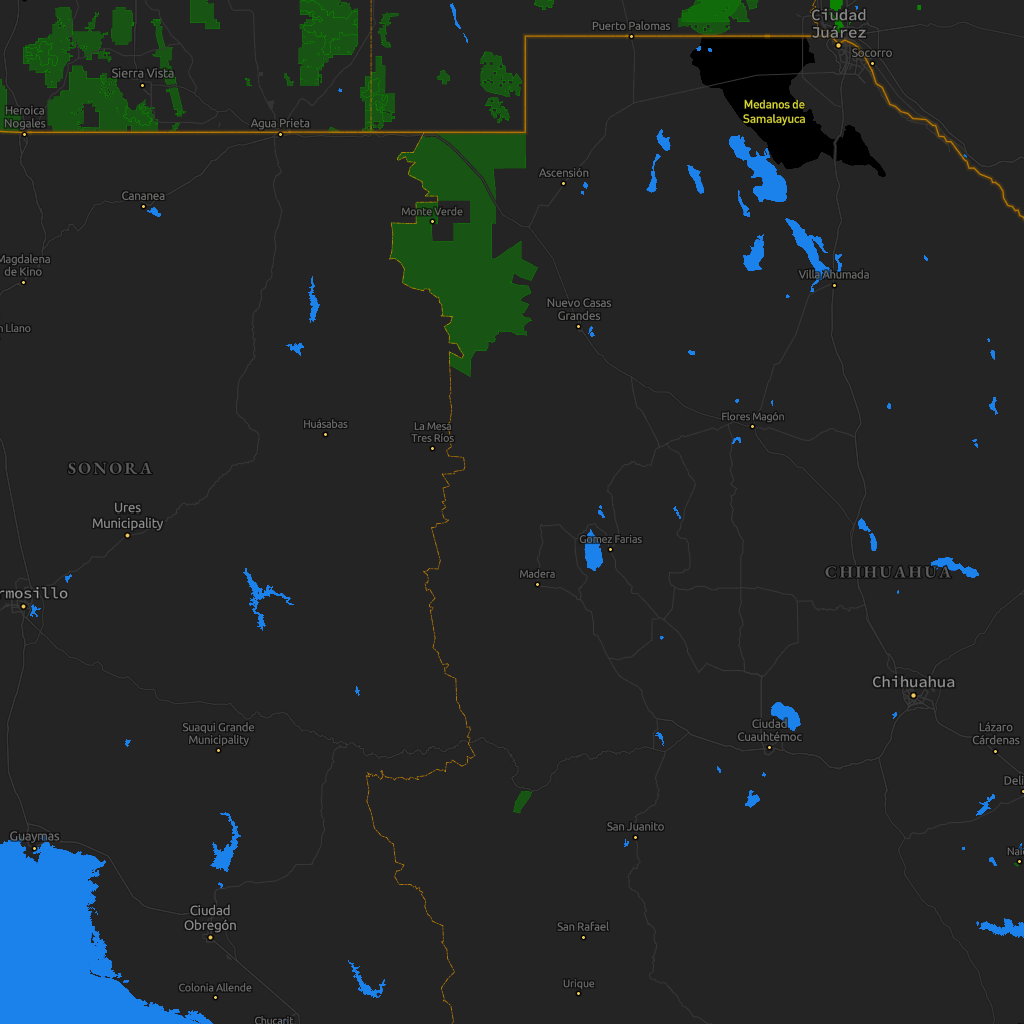 Ciudad
Juárez
Puerto Palomas
Socorro
Sierra Vista
Medanos de
Samalayuca
Heroica
Nogales
Agua Prieta
Ascensión
Cananea
Monte Verde
Magdalena
de Kino
Villa Ahumada
Nuevo Casas
Grandes
n Llano
Flores Magón
Huásabas
La Mesa
Tres Ríos
SONORA
Ures
Municipality
Gómez Farías
CHIHUAHUA
Madera
rmosillo
Chihuahua
Suaqui Grande
Municipality
Ciudad
Cuauhtémoc
Lázaro
Cárdenas
Deli
San Juanito
Guaymas
Nai
Ciudad
Obregón
San Rafael
Colonia Allende
Urique
Chucarit